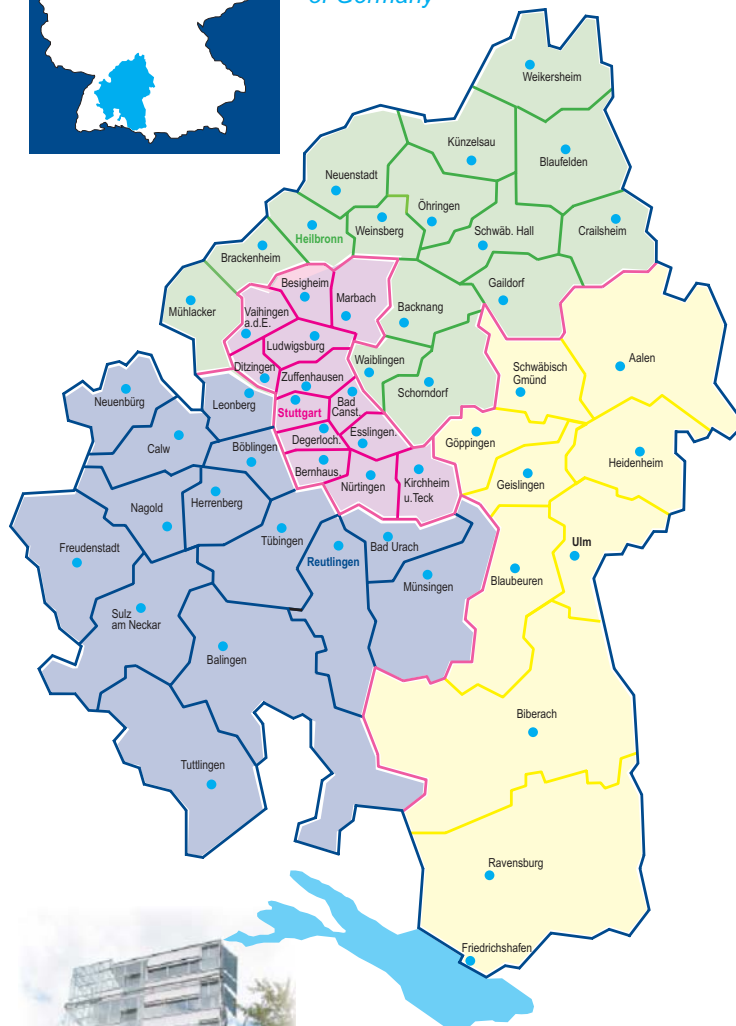 of Germany
Weikersheim
Künzelsau
Blaufelden
Neuenstadt
Öhringen
Heilbronn
Weinsberg
Schwäb. Hall
Crailsheim
Brackenheim
Besigheim
Marbach
Backnang
Gaildorf
Mühlacker
Vaihingen
a.d.E.
Ludwigsburg
Waiblingen
Schwäbisch
Gmünd
Aalen
Ditzingen
Zuffenhausen
Schorndorf
Neuenbürg
Leonberg
Stuttgart
Bad
Canst.
Calw
Böblingen
Degerloch.
Esslingen.
Göppingen
Heidenheim
Bernhaus.
Nürtingen
Kirchheim
u.Teck
Geislingen
Nagold
Herrenberg
Freudenstadt
Tübingen
Reutlingen
Bad Urach
Ulm
Münsingen
Blaubeuren
Sulz
am Neckar
Balingen
Biberach
Tuttlingen
Ravensburg
Friedrichshafen